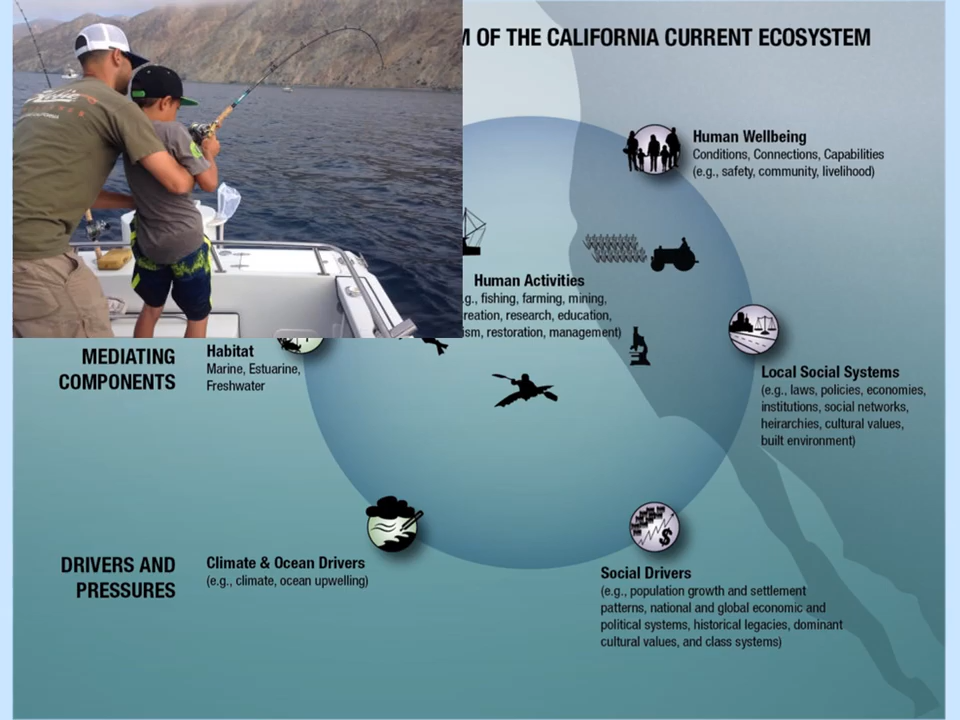 OF THE CALIFORNIA CURRENT ECOSYSTEM
Human Wellbeing
Conditions, Connections, Capabilities
(e.g., safety, community, livelihood)
Human Activities
.g., fishing, farming, mining,
reation, research, education,
ism, restoration, management)
MEDIATING
COMPONENTS
Habitat
Marine, Estuarine,
Freshwater
Local Social Systems
(e.g., laws, policies, economies,
institutions, social networks,
heirarchies, cultural values,
built environment)
DRIVERS AND
PRESSURES
Climate & Ocean Drivers
(e.g., climate, ocean upwelling)
Social Drivers
(e.g., population growth and settlement
patterns, national and global economic and
political systems, historical legacies, dominant
cultural values, and class systems)